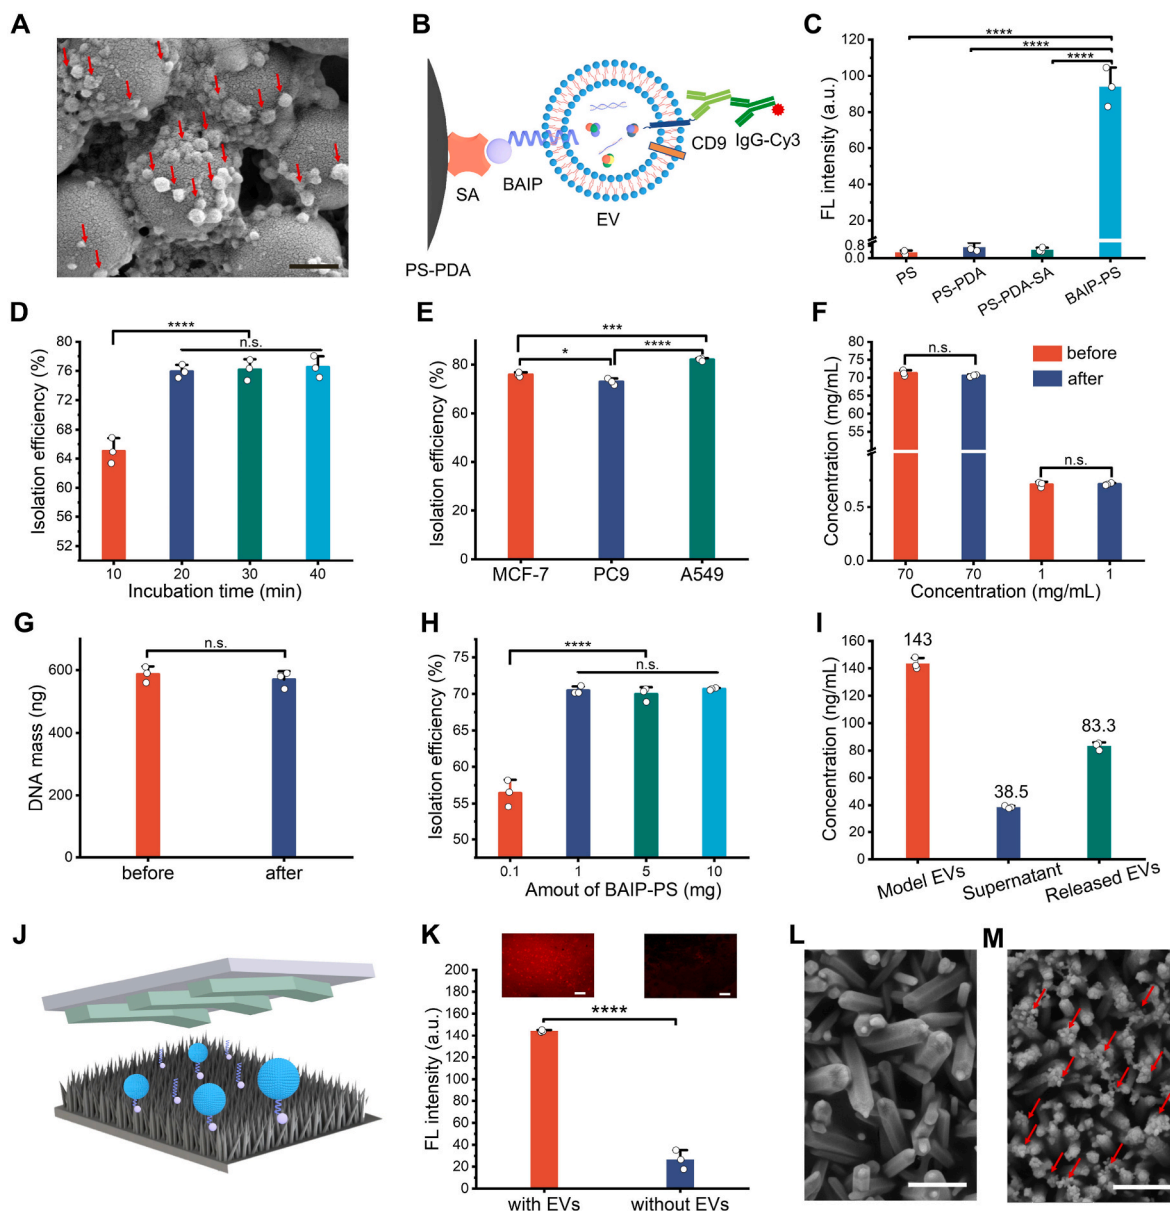 A
B
SA
BAIP
EV
CD9
IgG-Cy3
PS-PDA
C
FL intensity (a.u.)
120
100
80
60
40
20
0.8
0.0
****
****
****
PS
PS-PDA
PS-PDA-SA
BAIP-PS
D
Isolation efficiency (%)
80
76
72
68
64
60
56
52
****
n.s.
10
20
30
40
Incubation time (min)
E
Isolation efficiency (%)
80
60
40
20
0
***
*
****
MCF-7
PC9
A549
F
Concentration (mg/mL)
80
75
70
65
60
55
50
0.5
0.0
n.s.
n.s.
before
after
70
70
1
1
Concentration (mg/mL)
G
DNA mass (ng)
600
400
200
0
n.s.
before
after
H
Isolation efficiency (%)
75
70
65
60
55
50
****
n.s.
0.1
1
5
10
Amout of BAIP-PS (mg)
I
Concentration (ng/mL)
160
140
120
100
80
60
40
20
0
143
38.5
83.3
Model EVs
Supernatant
Released EVs
J
K
FL intensity (a.u.)
200
180
160
140
120
100
80
60
40
20
0
****
with EVs
without EVs
L
M